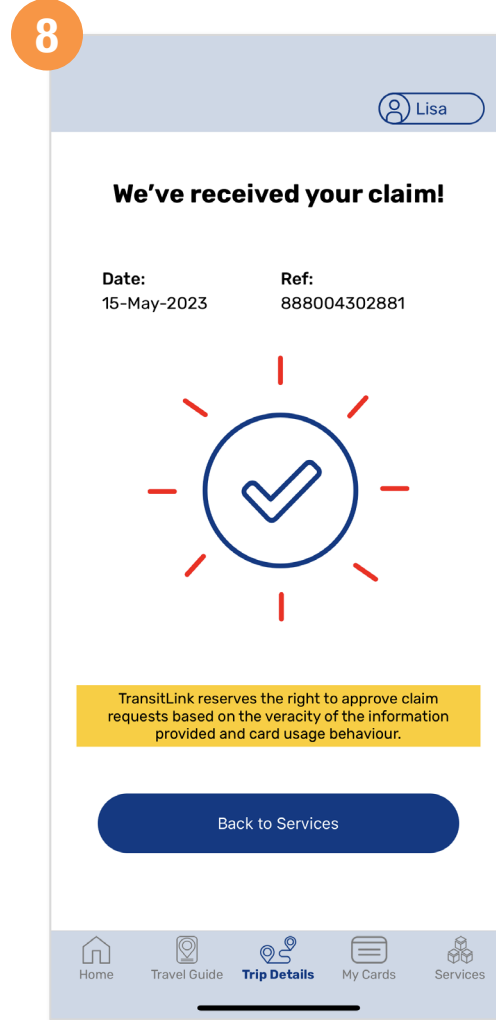 8
Lisa
We've received your claim!
Date: Ref:
15-May-2023 888004302881
TransitLink reserves the right to approve claim
requests based on the veracity of the information
provided and card usage behaviour.
Back to Services
Home Travel Guide Trip Details My Cards Services